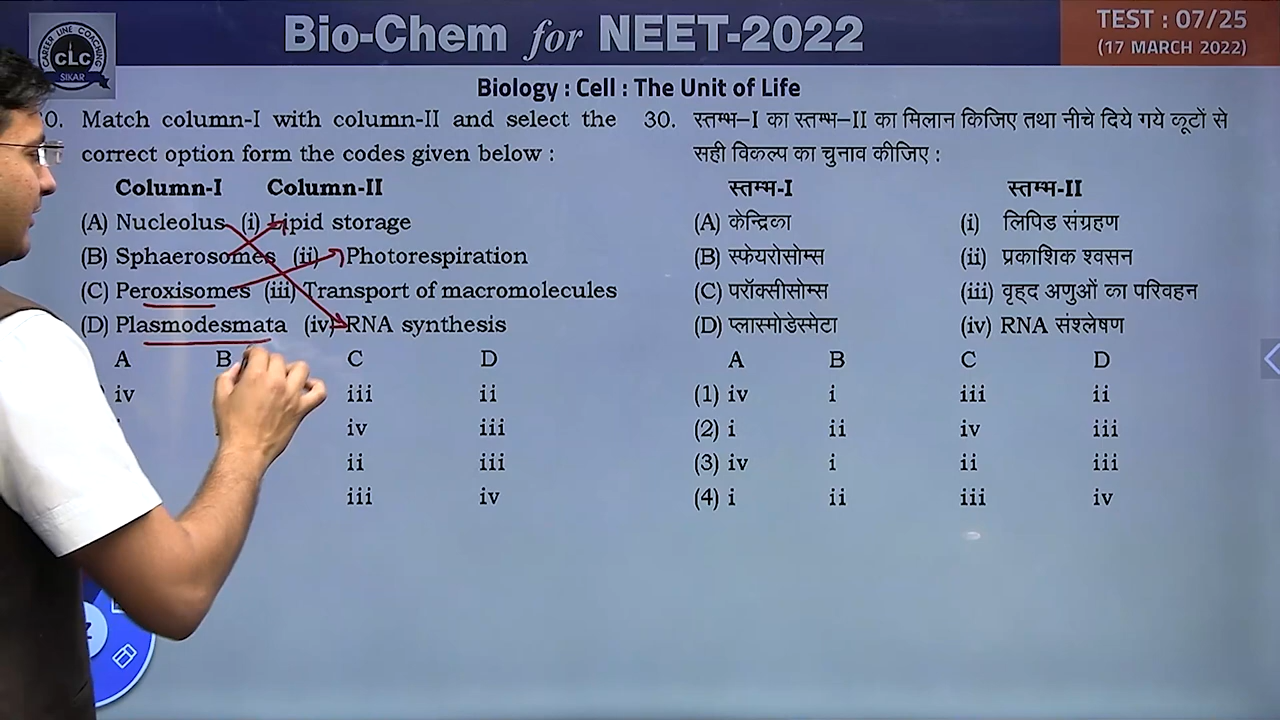 CAREER LINE COACHING
CLC
SIKAR
Bio-Chem for NEET-2022
TEST : 07/25
(17 MARCH 2022)
Biology : Cell : The Unit of Life
0. Match column-I with column-II and select the
correct option form the codes given below :
Column-I Column-II
(A) Nucleolus (i) Lipid storage
(B) Sphaerosomes (ii) Photorespiration
(C) Peroxisomes (iii) Transport of macromolecules
(D) Plasmodesmata (iv) RNA synthesis
A B C D
iv iii ii
iv iii
ii iii
iii iv
30. स्तम्भ-I का स्तम्भ-II का मिलान किजिए तथा नीचे दिये गये कूटों से
सही विकल्प का चुनाव कीजिए :
स्तम्भ-I स्तम्भ-II
(A) केन्द्रिका (i) लिपिड संग्रहण
(B) स्फेयरोसोम्स (ii) प्रकाशिक श्वसन
(C) परॉक्सीसोम्स (iii) वृहद अणुओं का परिवहन
(D) प्लास्मोडेस्मेटा (iv) RNA संश्लेषण
A B C D
(1) iv i iii ii
(2) i ii iv iii
(3) iv i ii iii
(4) i ii iii iv